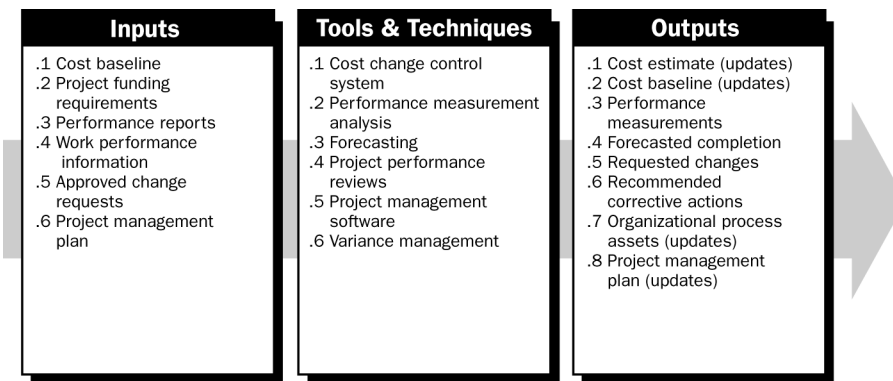 Inputs
.1 Cost baseline
.2 Project funding
requirements
.3 Performance reports
.4 Work performance
information
.5 Approved change
requests
.6 Project management
plan
Tools & Techniques
.1 Cost change control
system
.2 Performance measurement
analysis
.3 Forecasting
.4 Project performance
reviews
.5 Project management
software
.6 Variance management
Outputs
.1 Cost estimate (updates)
.2 Cost baseline (updates)
.3 Performance
measurements
.4 Forecasted completion
.5 Requested changes
.6 Recommended
corrective actions
.7 Organizational process
assets (updates)
.8 Project management
plan (updates)